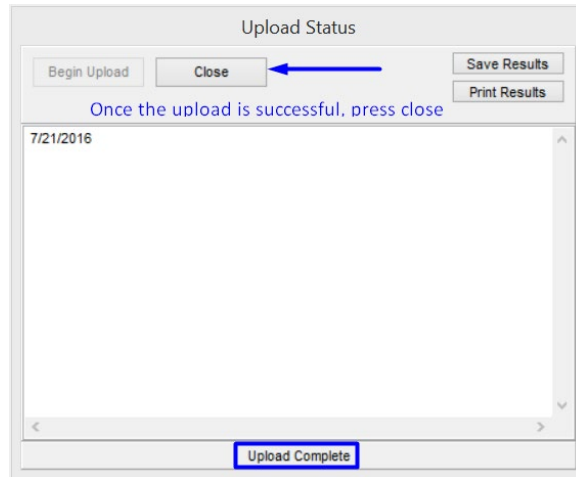 Upload Status
Begin Upload
Close
Save Results
Print Results
Once the upload is successful, press close
7/21/2016
Upload Complete